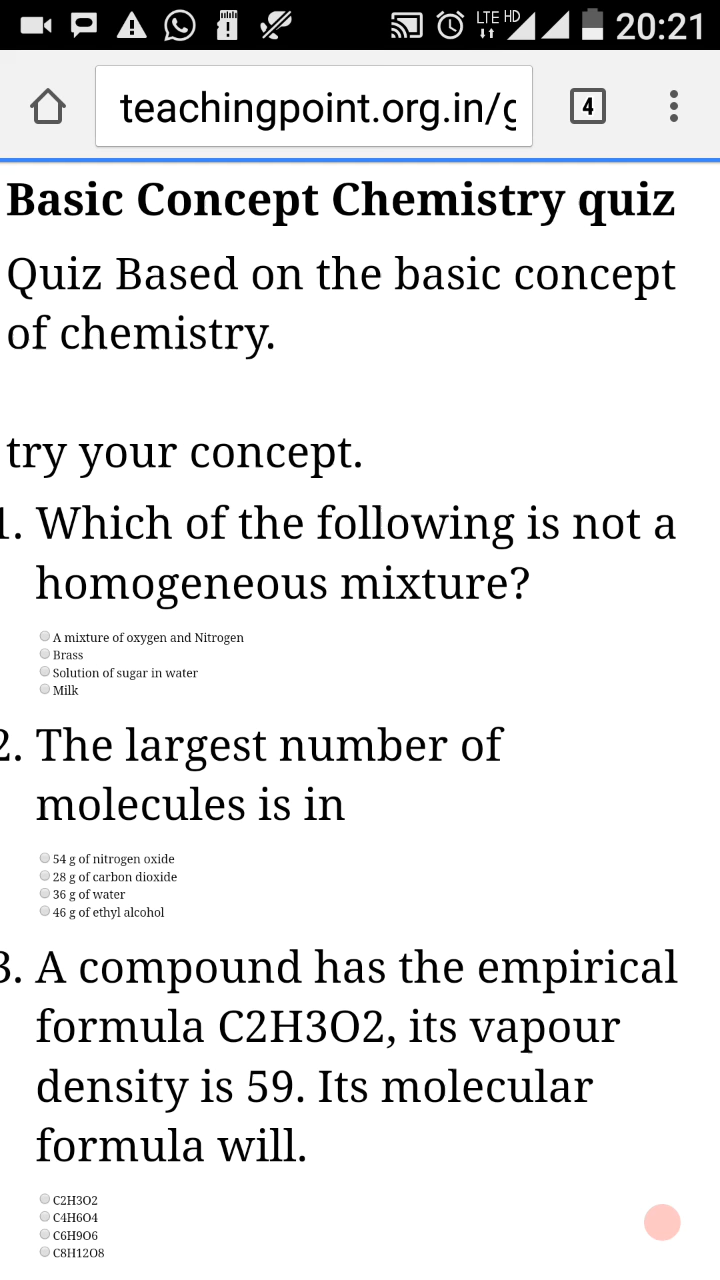 LTE HD 20:21
teachingpoint.org.in/g
4
Basic Concept Chemistry quiz
Quiz Based on the basic concept
of chemistry.
try your concept.
1. Which of the following is not a
homogeneous mixture?
A mixture of oxygen and Nitrogen
Brass
Solution of sugar in water
Milk
2. The largest number of
molecules is in
54 g of nitrogen oxide
28 g of carbon dioxide
36 g of water
46 g of ethyl alcohol
3. A compound has the empirical
formula C2H3O2, its vapour
density is 59. Its molecular
formula will.
C2H3O2
C4H6O4
C6H9O6
C8H12O8